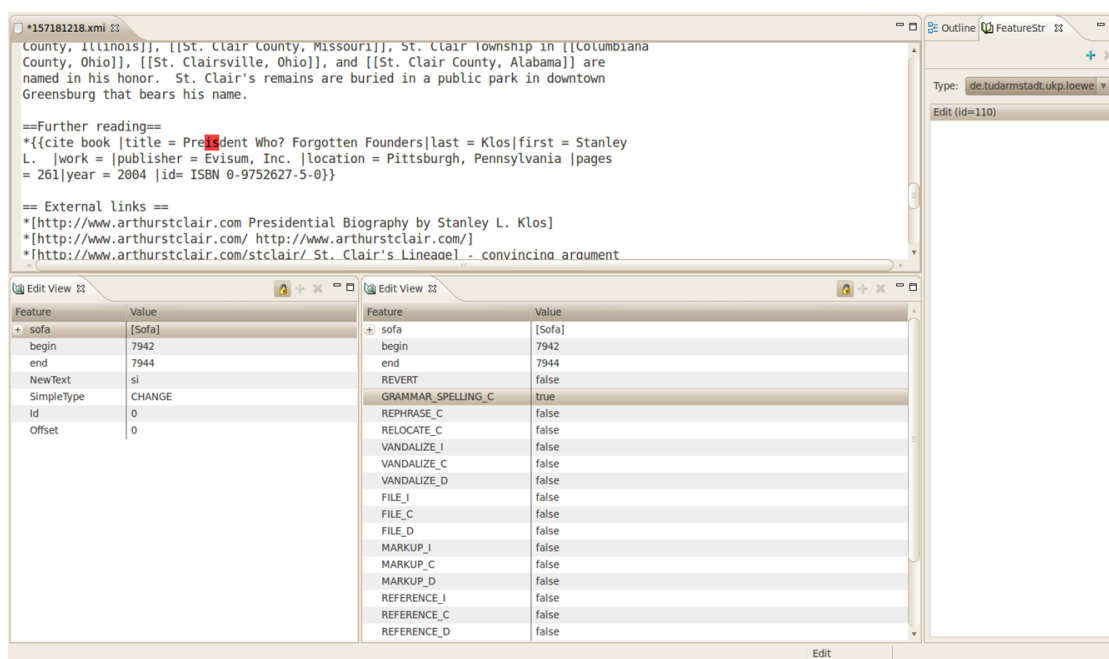 *157181218.xmi
County, Illinois]], [[St. Clair County, Missouri]], St. Clair Township in [[Columbiana
County, Ohio]], [[St. Clairsville, Ohio]], and [[St. Clair County, Alabama]] are
named in his honor.  St. Clair's remains are buried in a public park in downtown
Greensburg that bears his name.
==Further reading==
*{{cite book |title = Preisdent Who? Forgotten Founders|last = Klos|first = Stanley
L.  |work = |publisher = Evisum, Inc. |location = Pittsburgh, Pennsylvania |pages
= 261|year = 2004 |id= ISBN 0-9752627-5-0}}
== External links ==
*[http://www.arthurstclair.com Presidential Biography by Stanley L. Klos]
*[http://www.arthurstclair.com/ http://www.arthurstclair.com/]
*[http://www.arthurstclair.com/stclair/ St. Clair's Lineage] - convincing argument
Outline FeatureStr
Type: de.tudarmstadt.ukp.loewe
Edit (id=110)
Edit View
Feature Value
sofa [Sofa]
begin 7942
end 7944
NewText si
SimpleType CHANGE
Id 0
Offset 0
Edit View
Feature Value
sofa [Sofa]
begin 7942
end 7944
REVERT false
GRAMMAR_SPELLING_C true
REPHRASE_C false
RELOCATE_C false
VANDALIZE_I false
VANDALIZE_C false
VANDALIZE_D false
FILE_I false
FILE_C false
FILE_D false
MARKUP_I false
MARKUP_C false
MARKUP_D false
REFERENCE_I false
REFERENCE_C false
REFERENCE_D false
Edit